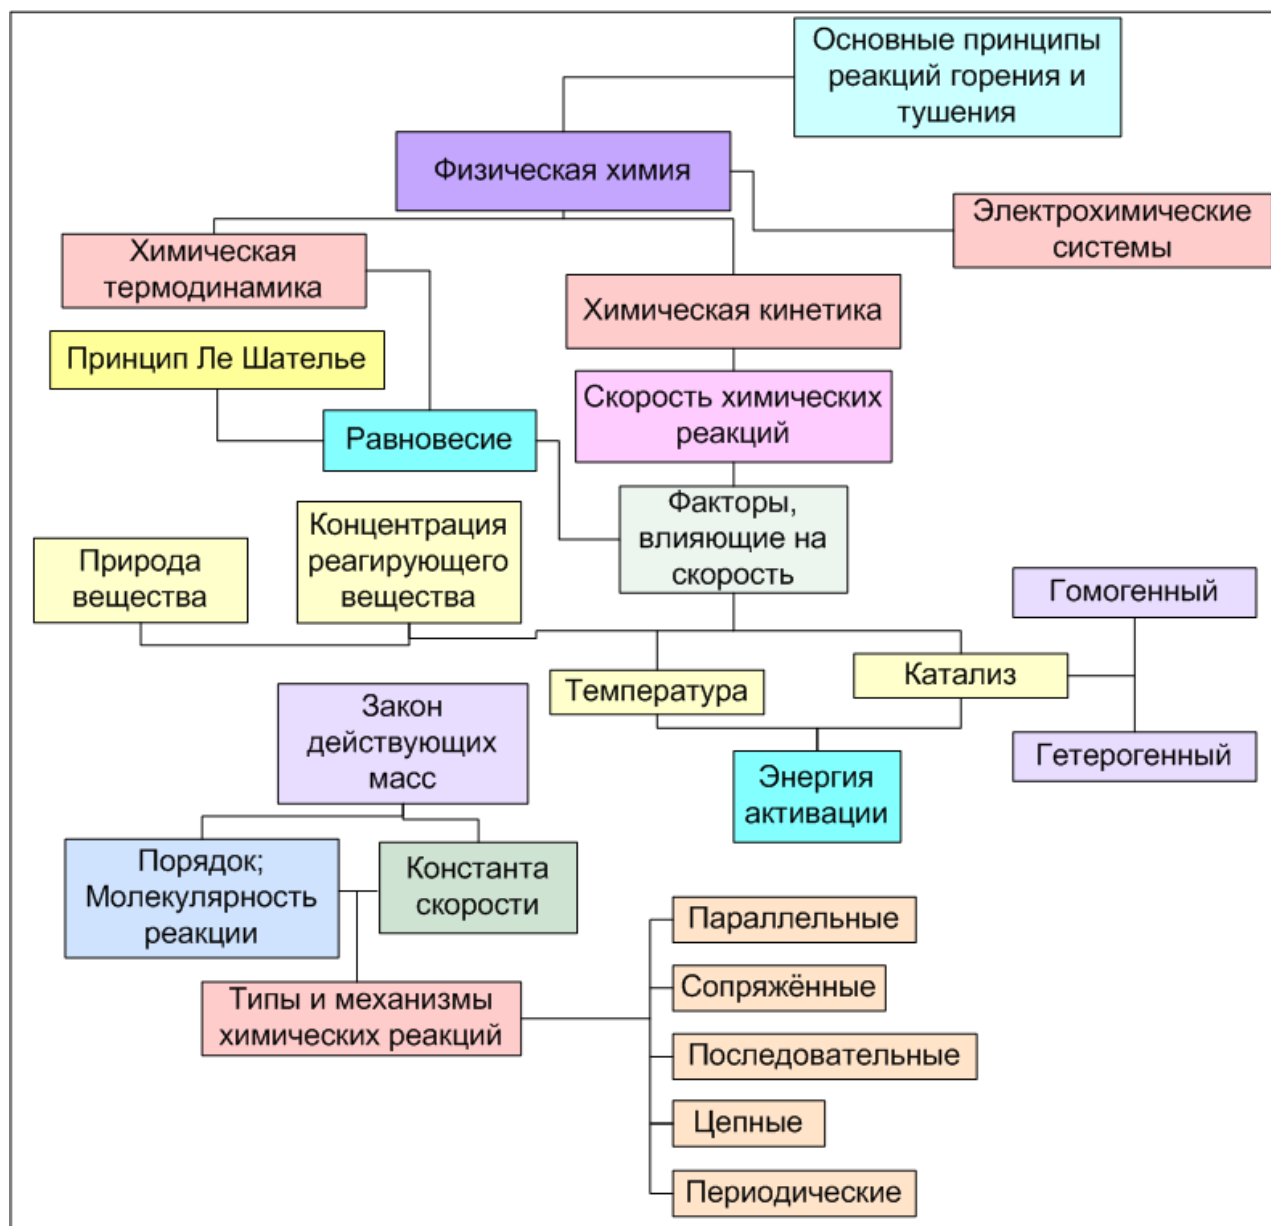 Основные принципы
реакций горения и
тушения
Физическая химия
Электрохимические
системы
Химическая
термодинамика
Химическая кинетика
Принцип Ле Шателье
Скорость химических
реакций
Равновесие
Факторы,
влияющие на
скорость
Концентрация
реагирующего
вещества
Природа
вещества
Гомогенный
Температура
Катализ
Гетерогенный
Закон
действующих
масс
Энергия
активации
Порядок;
Молекулярность
реакции
Константа
скорости
Параллельные
Сопряжённые
Типы и механизмы
химических реакций
Последовательные
Цепные
Периодические